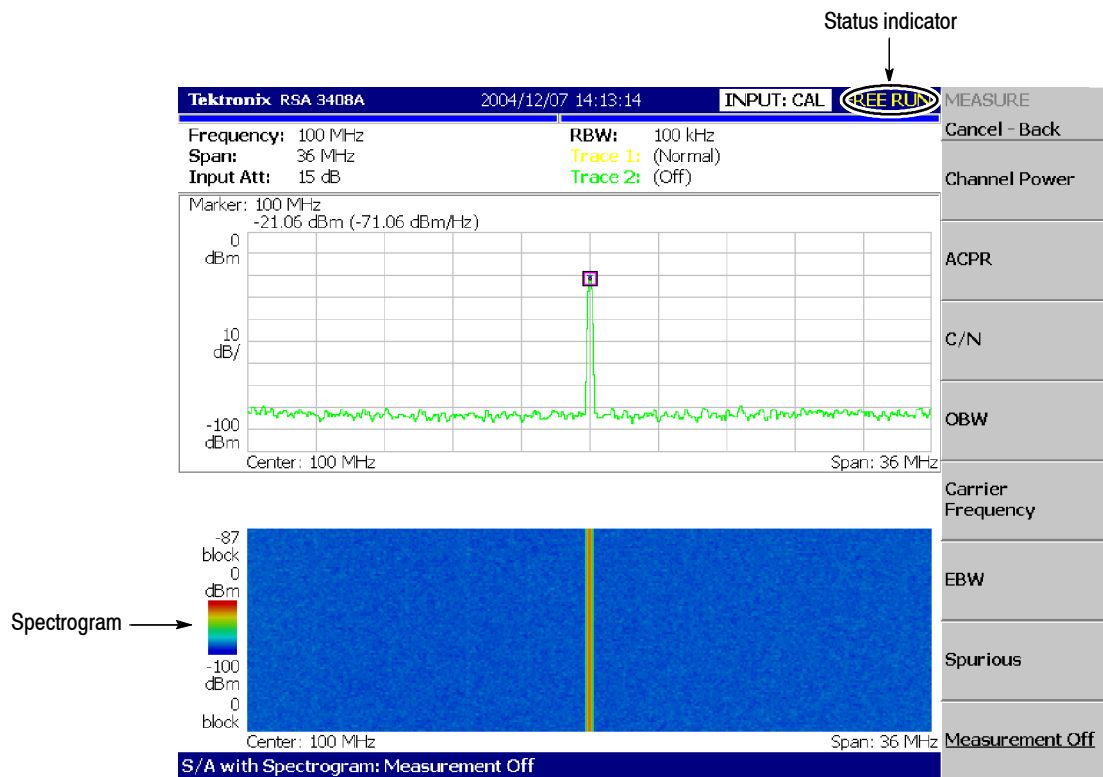 Status indicator
Tektronix RSA 3408A 2004/12/07 14:13:14 INPUT: CAL REE RUN MEASURE
Cancel - Back
Frequency: 100 MHz RBW: 100 kHz
Span: 36 MHz Trace 1: (Normal)
Input Att: 15 dB Trace 2: (Off)
Channel Power
Marker: 100 MHz
-21.06 dBm (-71.06 dBm/Hz)
0
dBm
ACPR
10
dB/
C/N
-100
dBm
OBW
Center: 100 MHz Span: 36 MHz
Carrier
Frequency
-87
block
0
dBm
EBW
Spectrogram
-100
dBm
Spurious
0
block
Center: 100 MHz Span: 36 MHz
Measurement Off
S/A with Spectrogram: Measurement Off